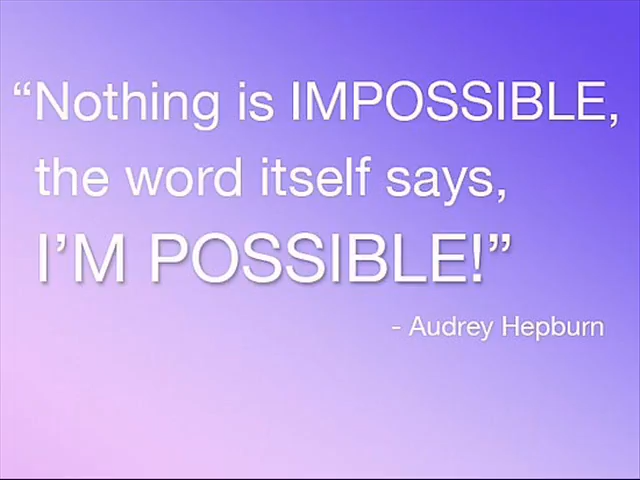 “Nothing is IMPOSSIBLE,
the word itself says,
I’M POSSIBLE!”
- Audrey Hepburn